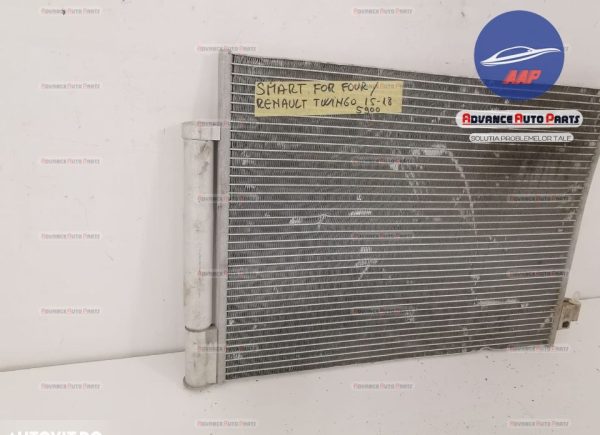 SMART FOR FOUR/
RENAULT TWINGO 15-18
5900
AAP
ADVANCE AUTO PARTS
SOLUTIA PROBLEMELOR TALE